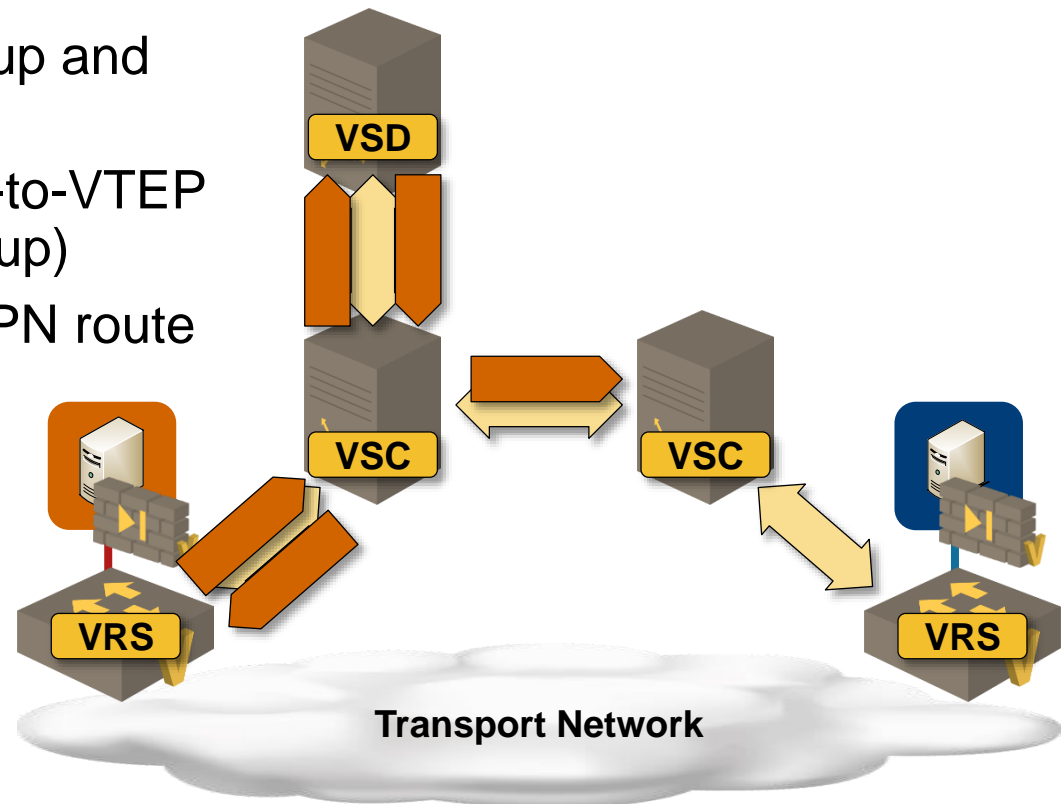 up and
-to-VTEP
up)
PN route
VSD
VSC
VSC
VRS
VRS
Transport Network